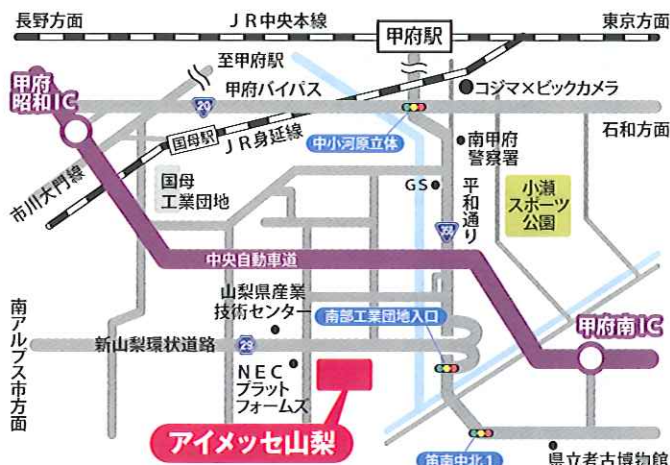 長野方面
JR中央本線
東京方面
甲府駅
至甲府駅
コジマ×ビックカメラ
甲府
昭和IC
20
甲府バイパス
石和方面
中小河原立体
国母駅
JR身延線
南甲府
警察署
市川大門線
国母
工業団地
GS
平和通り
小瀬
スポーツ
公園
358
中央自動車道
山梨県産業
技術センター
南部工業団地入口
甲府南IC
南アルプス市方面
新山梨環状道路
29
NEC
プラット
フォームズ
アイメッセ山梨
笛南中北1
県立考古博物館